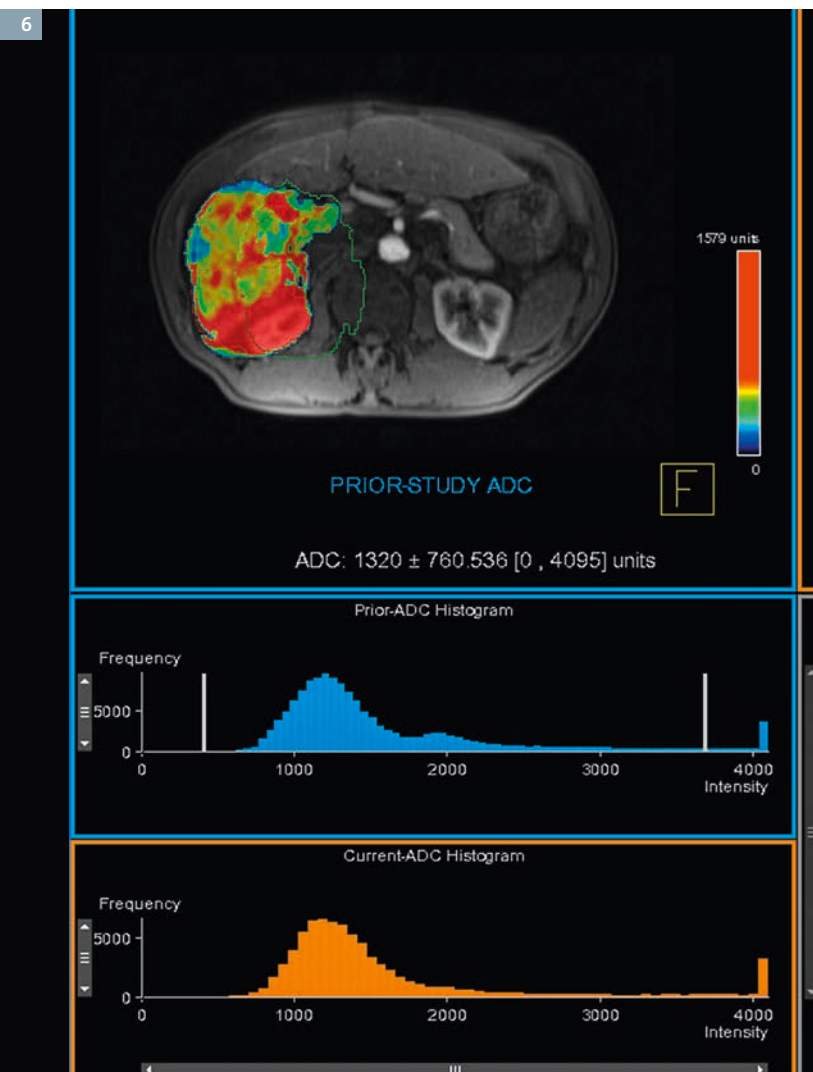 6
1579 units
0
PRIOR-STUDY ADC
F
ADC: 1320 ± 760.536 [0 , 4095] units
Prior-ADC Histogram
Frequency
5000
0
0 1000 2000 3000 4000
Intensity
Current-ADC Histogram
Frequency
5000
0
0 1000 2000 3000 4000
Intensity